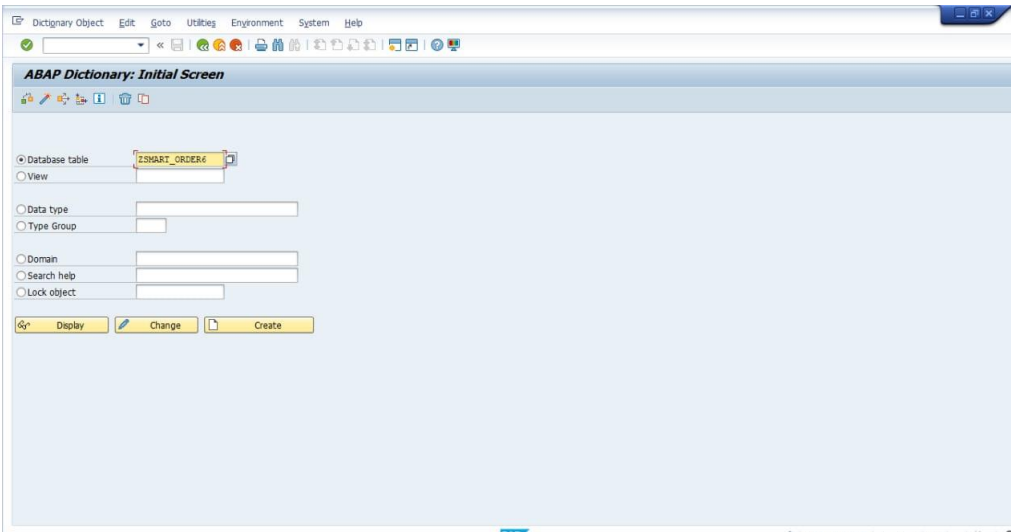 Dictionary Object Edit Goto Utilities Environment System Help
ABAP Dictionary: Initial Screen
Database table ZSMART_ORDER6
View
Data type
Type Group
Domain
Search help
Lock object
Display Change Create